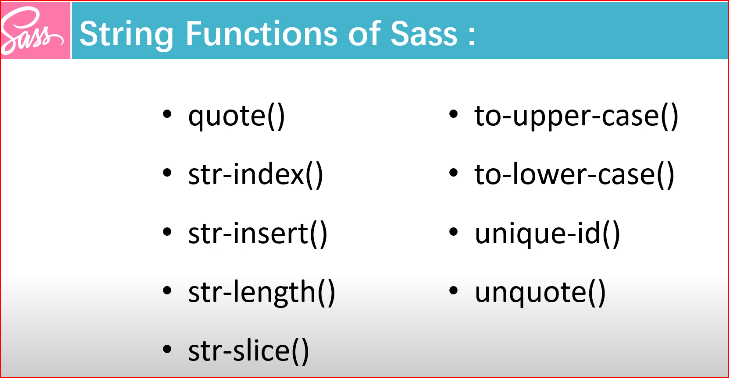 Sass
String Functions of Sass :
• quote()
• str-index()
• str-insert()
• str-length()
• str-slice()
• to-upper-case()
• to-lower-case()
• unique-id()
• unquote()